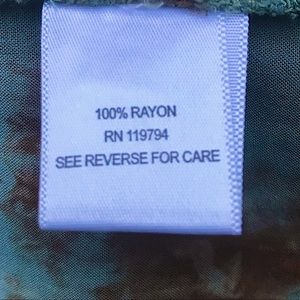 100% RAYON
RN 119794
SEE REVERSE FOR CARE